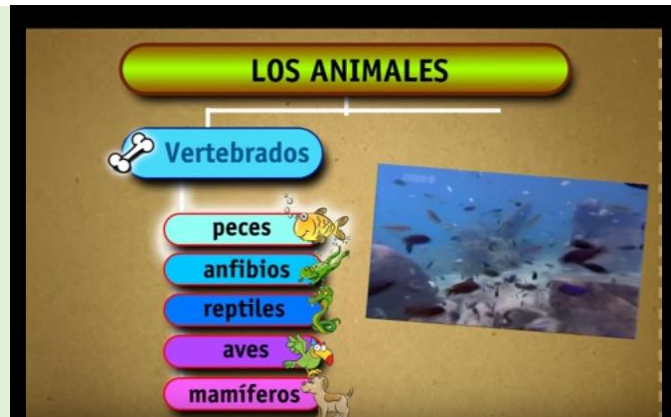 LOS ANIMALES
Vertebrados
peces
anfibios
reptiles
aves
mamíferos